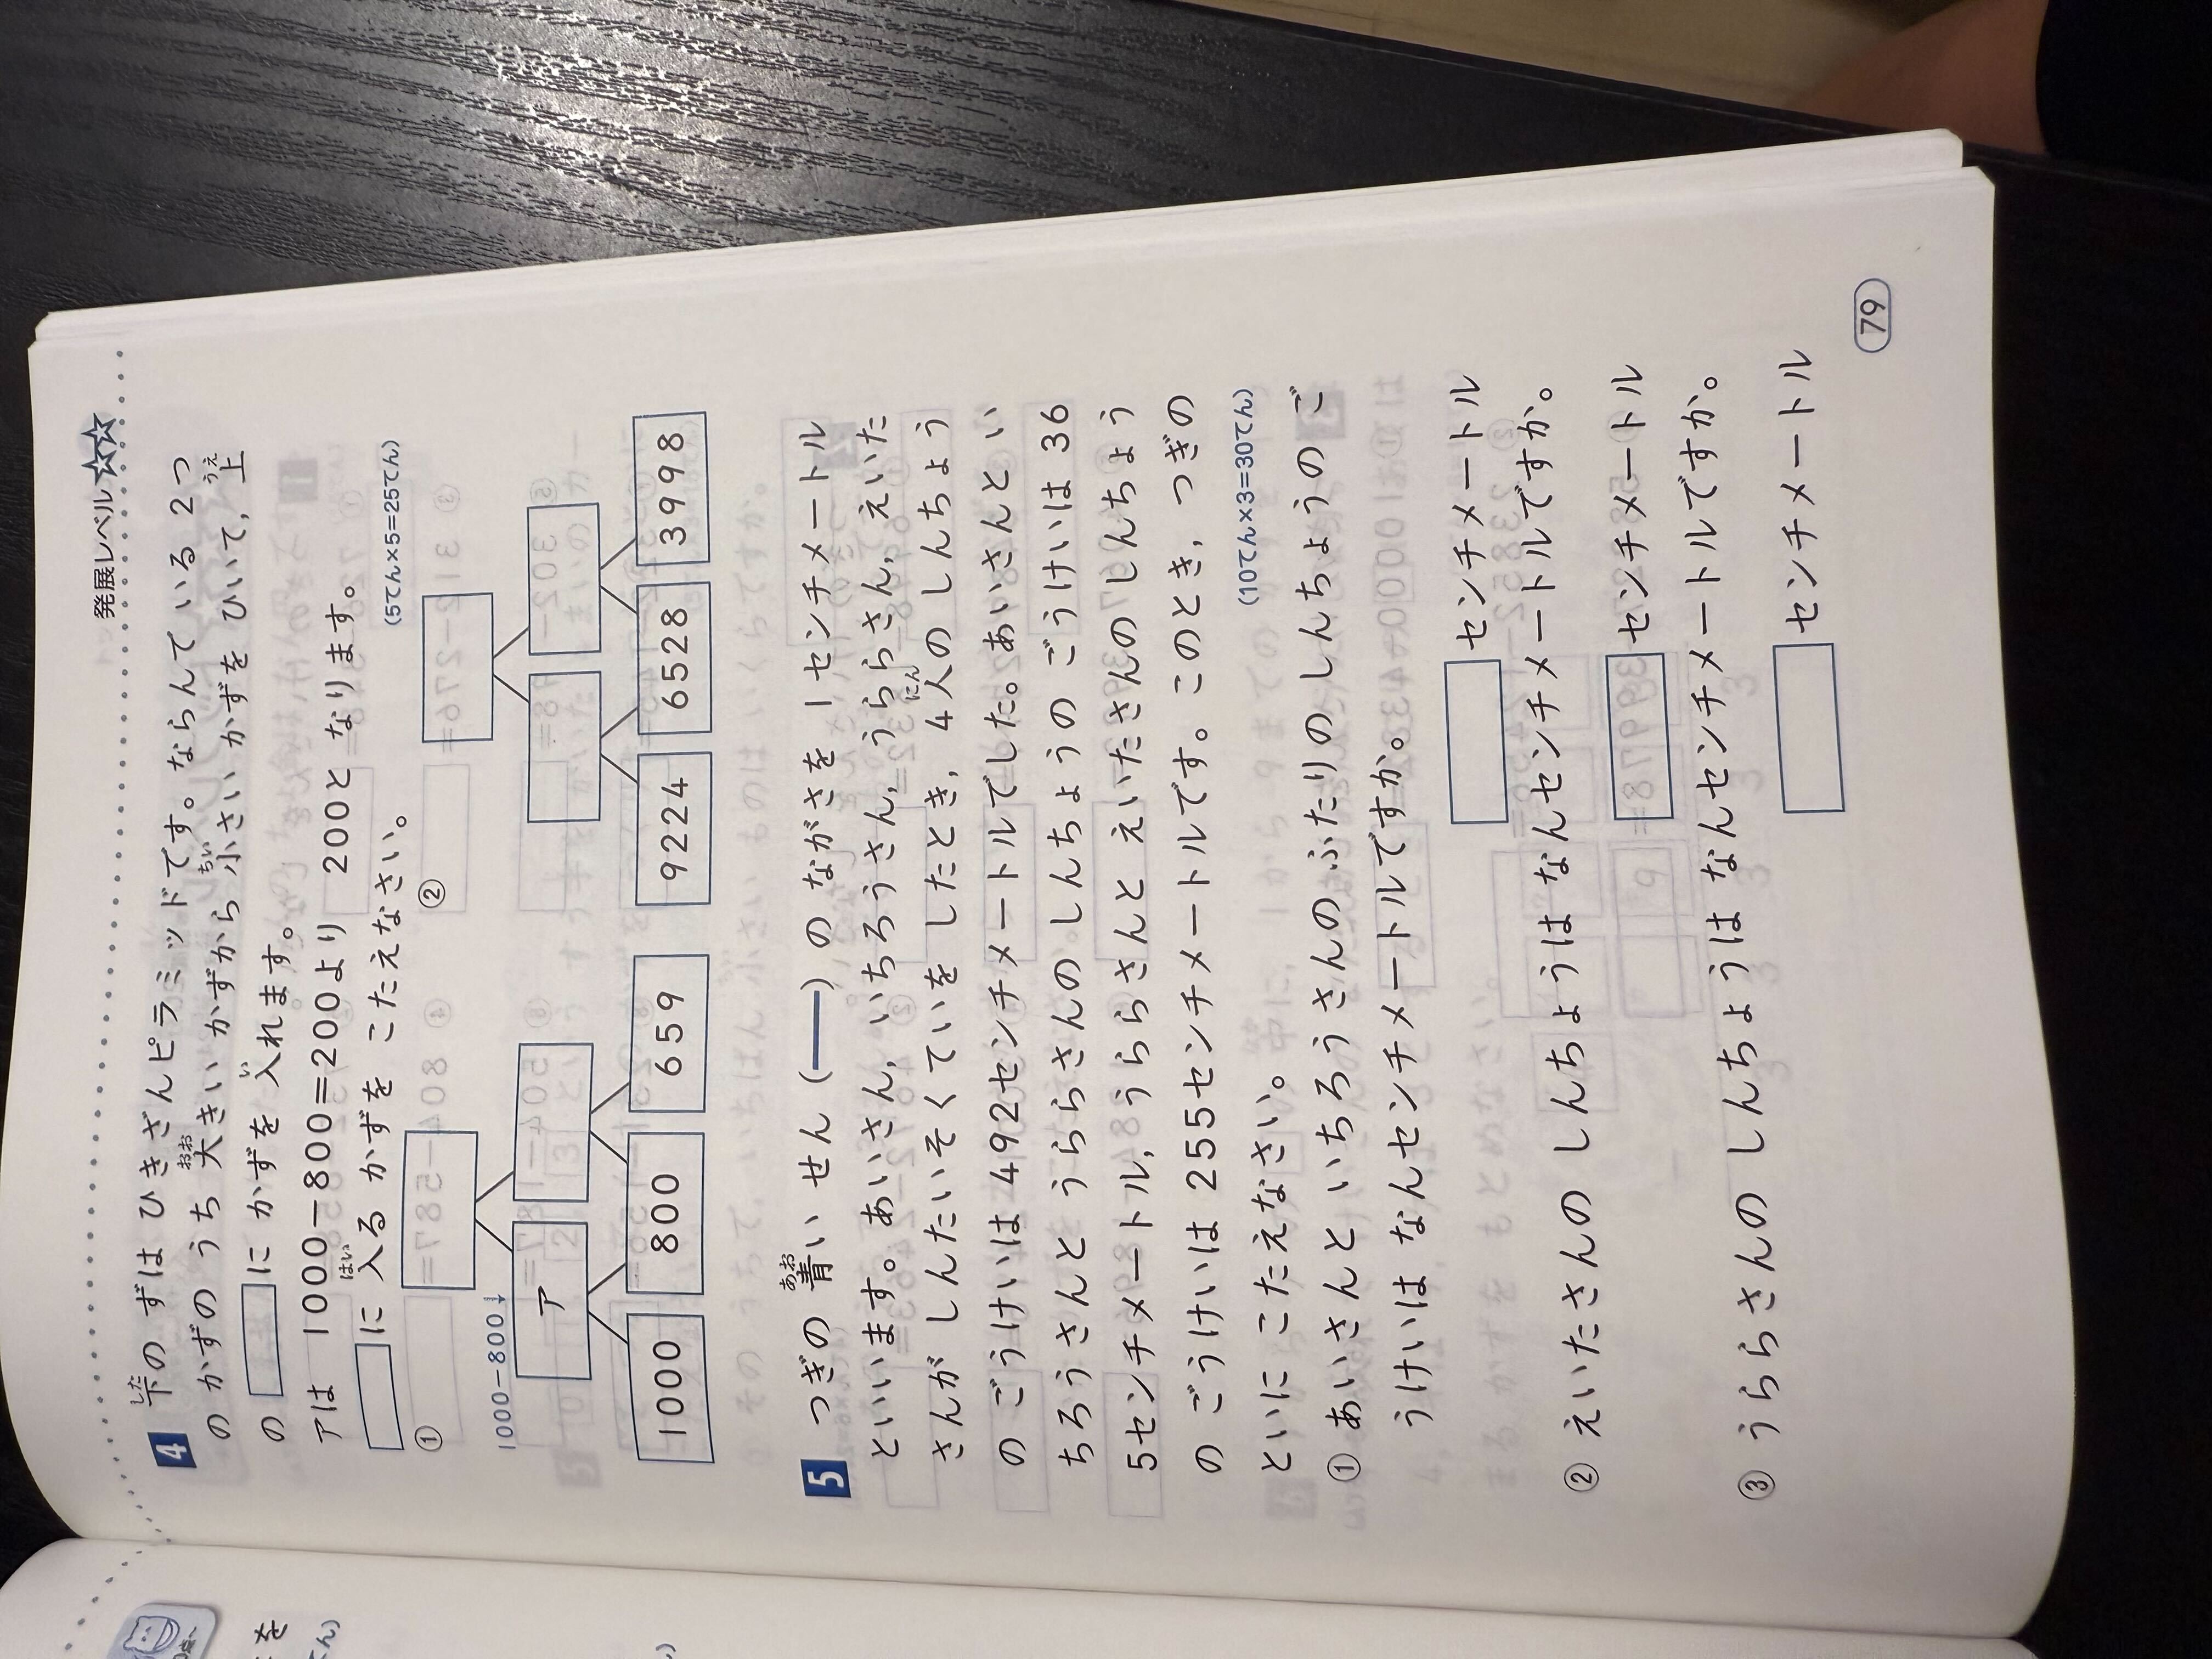 発展レベル ☆☆
4 下のずは ひきざんピラミッドです。ならんで いる 2つ
の かずの うち 大きい かずから 小さい かずを ひいて，上
の □に かずを 入れます。
アは 1000－800＝200より 200と なります。
□に 入る かずを こたえなさい。
(5てん×5＝25てん)
①
1000－800↓
ア
1000 800 659
②
9224 6528 3998
5 つぎの 青い せん（──）の ながさを 1センチメートル
といいます。あいさん，いちろうさん，うららさん，えいた
さんが しんたいそくていを したとき，4人の しんちょう
の ごうけいは 492センチメートルでした。あいさんと い
ちろうさんと うららさんの しんちょうの ごうけいは 36
5センチメートル，うららさんと えいたさんの しんちょう
の ごうけいは 255センチメートルです。このとき，つぎの
といに こたえなさい。
(10てん×3＝30てん)
① あいさんと いちろうさんの ふたりの しんちょうの ご
うけいは なんセンチメートルですか。
□ センチメートル
② えいたさんの しんちょうは なんセンチメートルですか。
□ センチメートル
③ うららさんの しんちょうは なんセンチメートルですか。
□ センチメートル
79